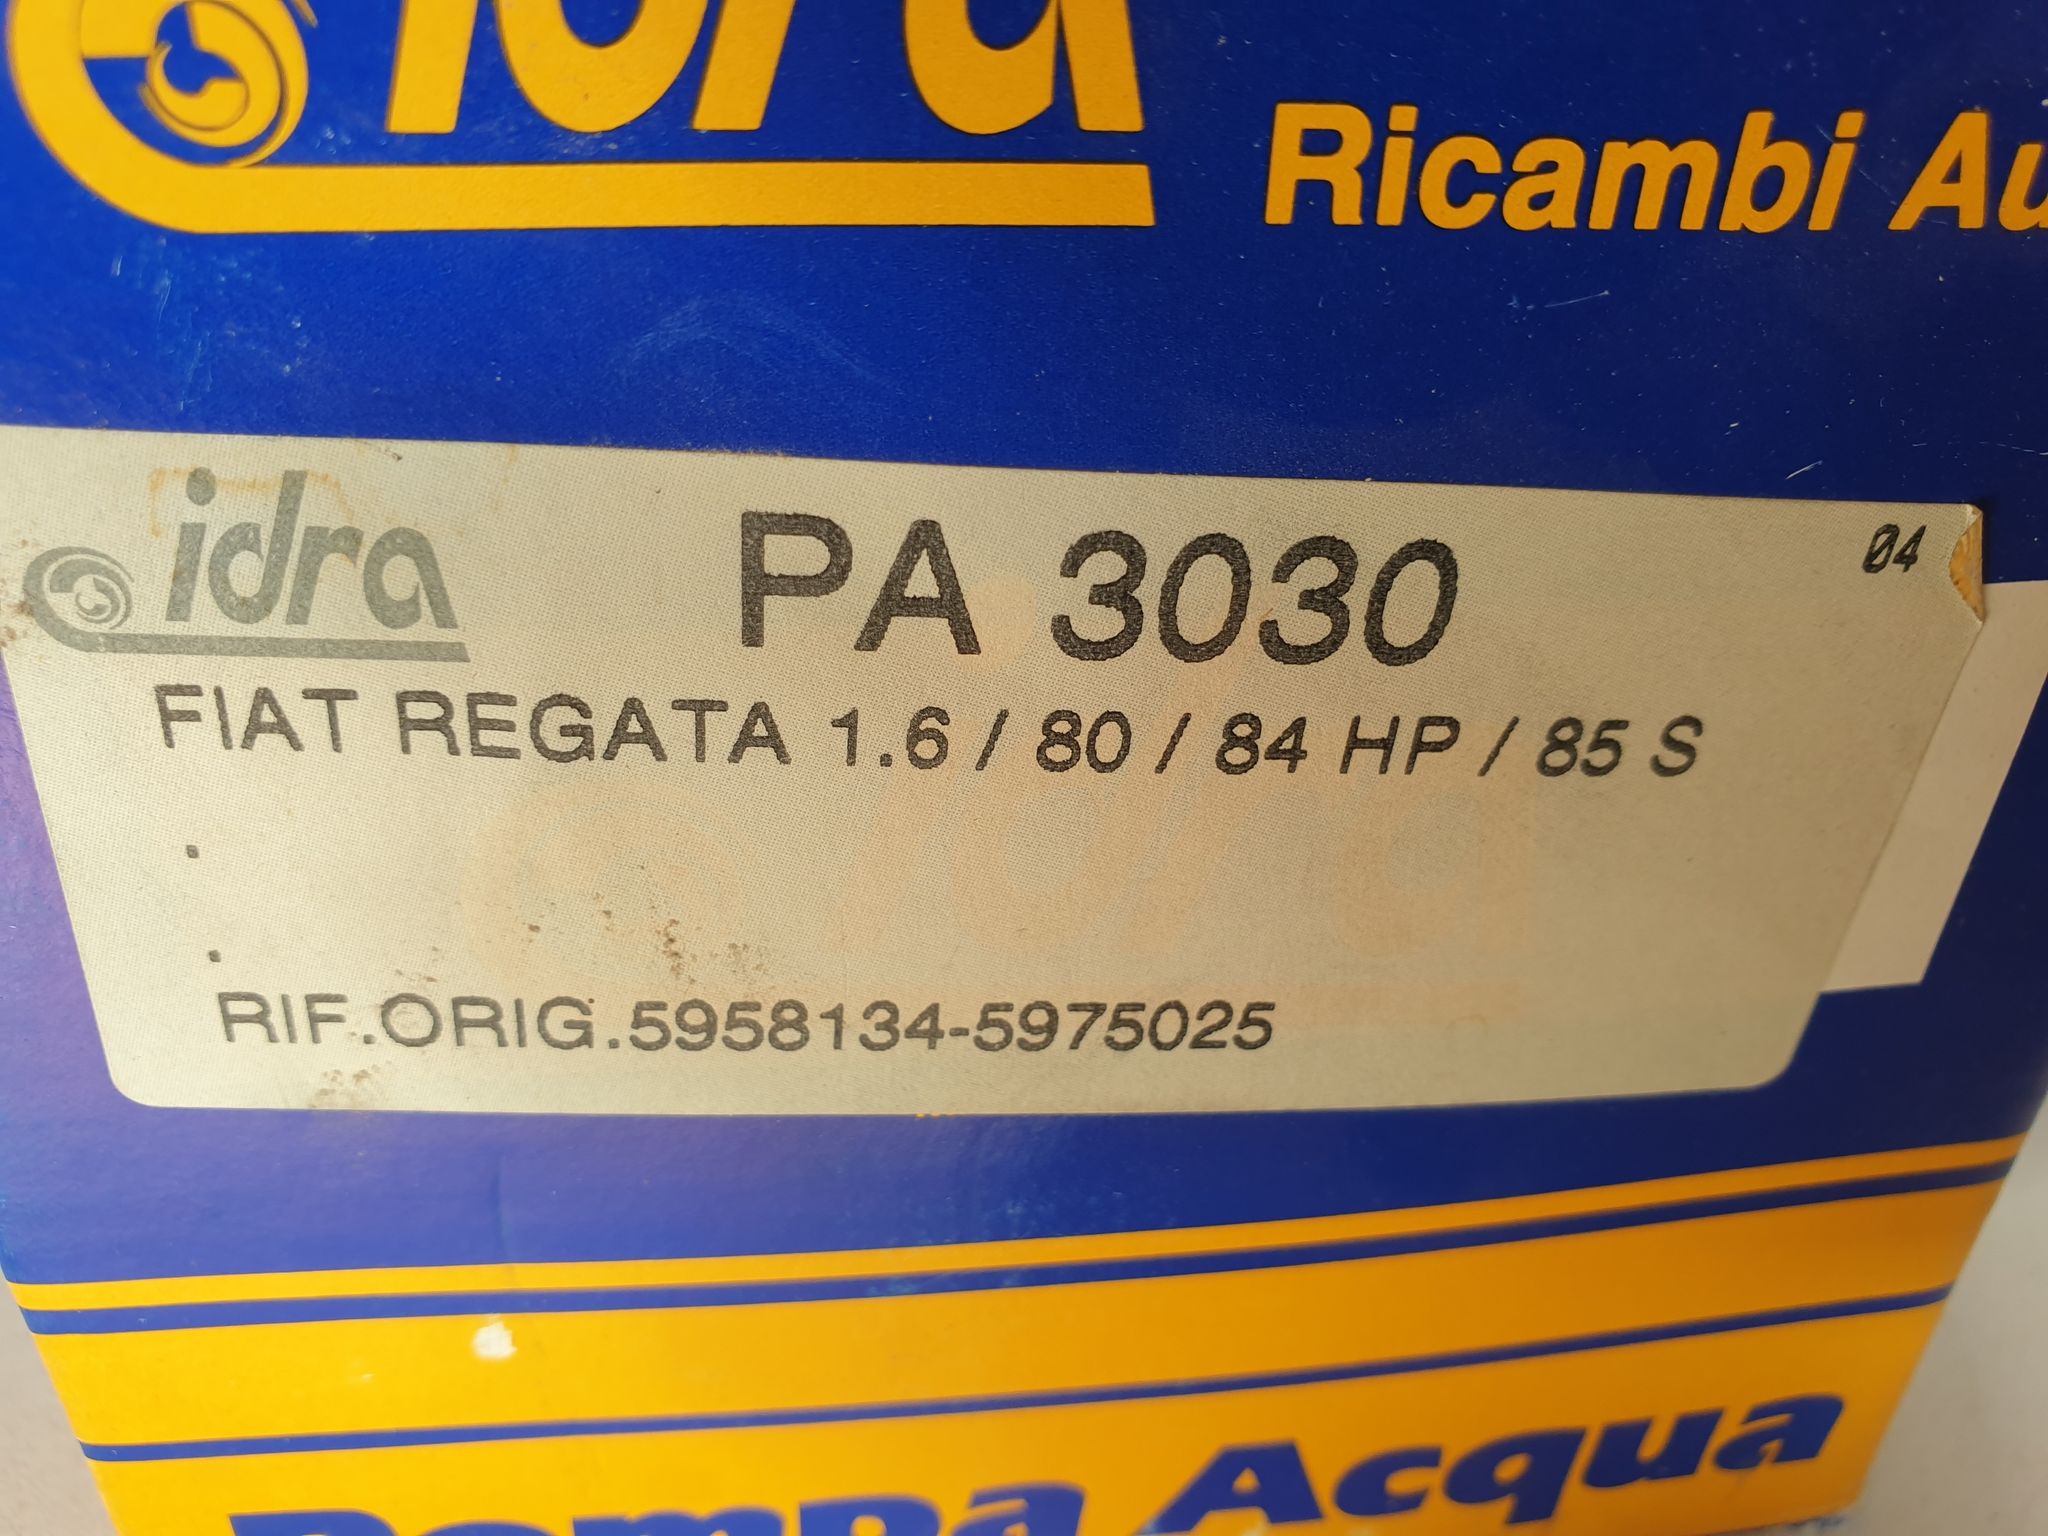 idra
Ricambi Au
idra
PA 3030
04
FIAT REGATA 1.6 / 80 / 84 HP / 85 S
.
.
RIF.ORIG.5958134-5975025
Pompa Acqua